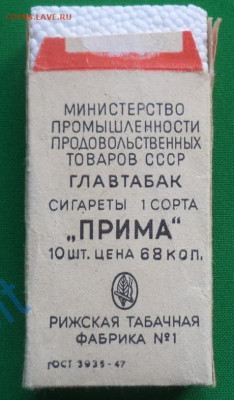 МИНИСТЕРСТВО
ПРОМЫШЛЕННОСТИ
ПРОДОВОЛЬСТВЕННЫХ
ТОВАРОВ СССР
ГЛАВТАБАК
СИГАРЕТЫ 1 СОРТА
„ПРИМА"
10 ШТ. ЦЕНА 68 КОП.
РИЖСКАЯ ТАБАЧНАЯ
ФАБРИКА №1
ГОСТ 3935-47